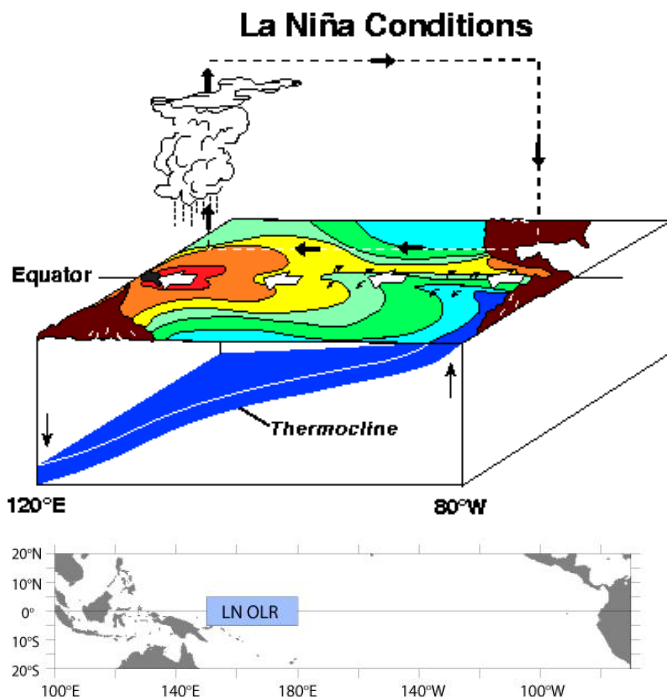 La Niña Conditions
Equator
Thermocline
120°E
80°W
20°N
10°N
0°
10°S
20°S
LN OLR
100°E 140°E 180°E 140°W 100°W